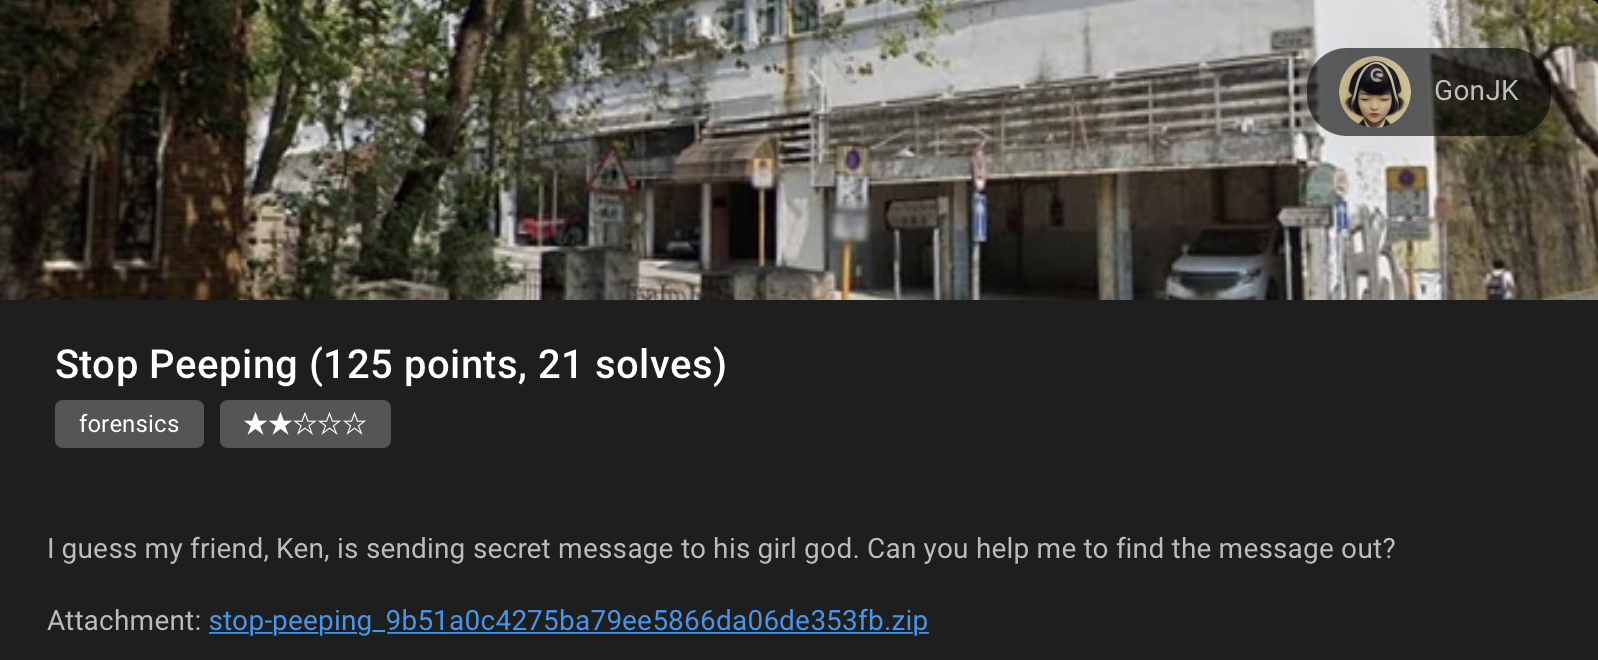 GonJK
Stop Peeping (125 points, 21 solves)
forensics
★★☆☆☆
I guess my friend, Ken, is sending secret message to his girl god. Can you help me to find the message out?
Attachment: stop-peeping_9b51a0c4275ba79ee5866da06de353fb.zip